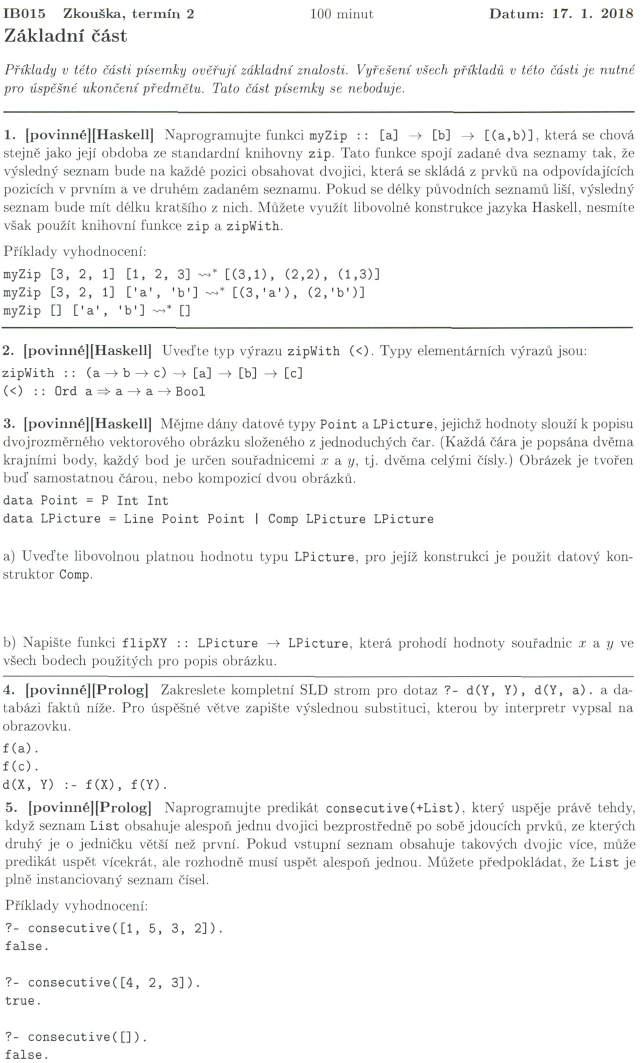 IB015 Zkouška, termín 2 100 minut Datum: 17. 1. 2018
Základní část
Příklady v této části písemky ověřují základní znalosti. Vyřešení všech příkladů v této části je nutné
pro úspěšné ukončení předmětu. Tato část písemky se neboduje.
1. [povinné][Haskell] Naprogramujte funkci myZip :: [a] → [b] → [(a,b)], která se chová
stejně jako její obdoba ze standardní knihovny zip. Tato funkce spojí zadané dva seznamy tak, že
výsledný seznam bude na každé pozici obsahovat dvojici, která se skládá z prvků na odpovídajících
pozicích v prvním a ve druhém zadaném seznamu. Pokud se délky původních seznamů liší, výsledný
seznam bude mít délku kratšího z nich. Můžete využít libovolné konstrukce jazyka Haskell, nesmíte
však použít knihovní funkce zip a zipWith.
Příklady vyhodnocení:
myZip [3, 2, 1] [1, 2, 3] ⇝* [(3,1), (2,2), (1,3)]
myZip [3, 2, 1] ['a', 'b'] ⇝* [(3,'a'), (2,'b')]
myZip [] ['a', 'b'] ⇝* []
2. [povinné][Haskell] Uveďte typ výrazu zipWith (<). Typy elementárních výrazů jsou:
zipWith :: (a → b → c) → [a] → [b] → [c]
(<) :: Ord a ⇒ a → a → Bool
3. [povinné][Haskell] Mějme dány datové typy Point a LPicture, jejichž hodnoty slouží k popisu
dvojrozměrného vektorového obrázku složeného z jednoduchých čar. (Každá čára je popsána dvěma
krajními body, každý bod je určen souřadnicemi x a y, tj. dvěma celými čísly.) Obrázek je tvořen
buď samostatnou čárou, nebo kompozicí dvou obrázků.
data Point = P Int Int
data LPicture = Line Point Point | Comp LPicture LPicture
a) Uveďte libovolnou platnou hodnotu typu LPicture, pro jejíž konstrukci je použit datový kon-
struktor Comp.
b) Napište funkci flipXY :: LPicture → LPicture, která prohodí hodnoty souřadnic x a y ve
všech bodech použitých pro popis obrázku.
4. [povinné][Prolog] Zakreslete kompletní SLD strom pro dotaz ?- d(Y, Y), d(Y, a). a da-
tabázi faktů níže. Pro úspěšné větve zapište výslednou substituci, kterou by interpretr vypsal na
obrazovku.
f(a).
f(c).
d(X, Y) :- f(X), f(Y).
5. [povinné][Prolog] Naprogramujte predikát consecutive(+List), který uspěje právě tehdy,
když seznam List obsahuje alespoň jednu dvojici bezprostředně po sobě jdoucích prvků, ze kterých
druhý je o jedničku větší než první. Pokud vstupní seznam obsahuje takových dvojic více, může
predikát uspět vícekrát, ale rozhodně musí uspět alespoň jednou. Můžete předpokládat, že List je
plně instanciovaný seznam čísel.
Příklady vyhodnocení:
?- consecutive([1, 5, 3, 2]).
false.
?- consecutive([4, 2, 3]).
true.
?- consecutive([]).
false.